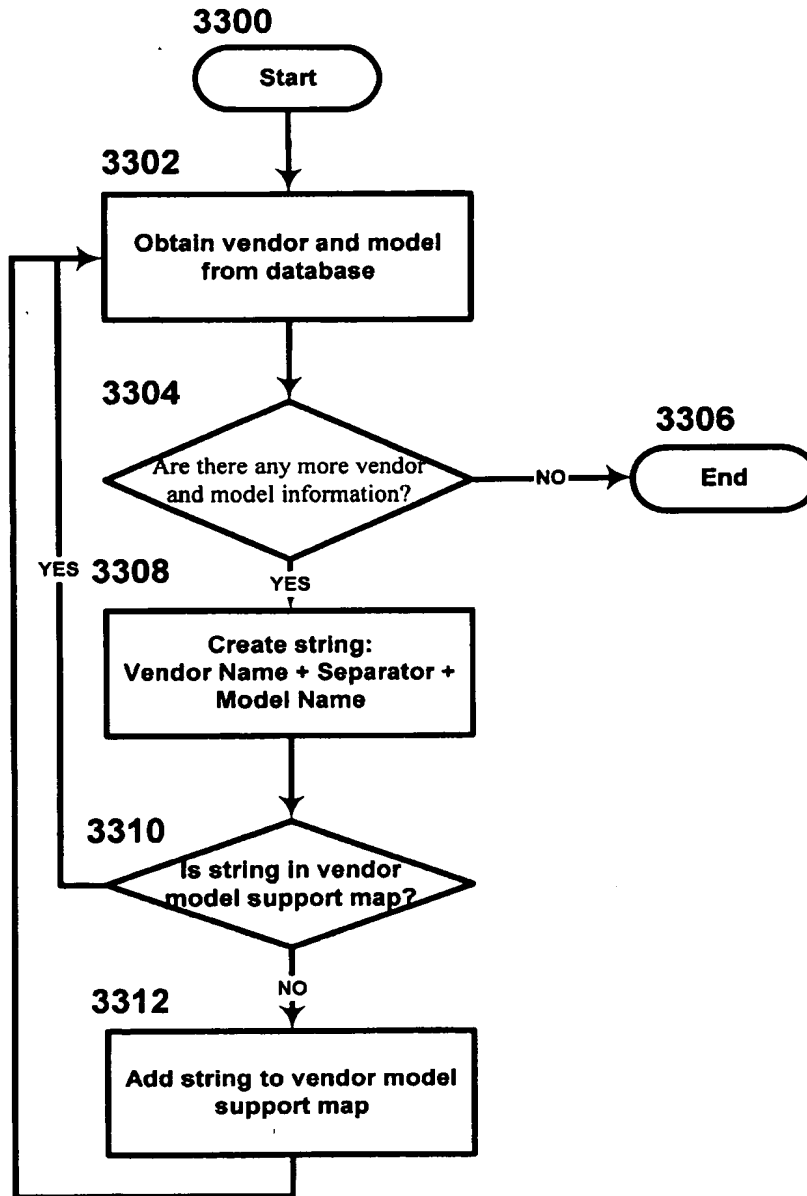 3300
Start
3302
Obtain vendor and model
from database
3304
Are there any more vendor
and model information?
NO
3306
End
YES
3308
YES
Create string:
Vendor Name + Separator +
Model Name
3310
Is string in vendor
model support map?
NO
3312
Add string to vendor model
support map